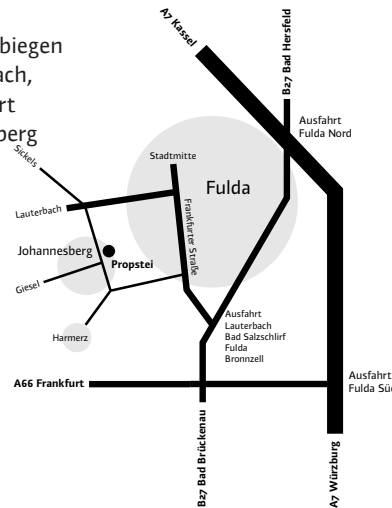 biegen
ach,
rt
berg
A7 Kassel
B27 Bad Hersfeld
Ausfahrt
Fulda Nord
Sickels
Stadtmitte
Fulda
Lauterbach
Frankfurter Straße
Johannesberg
Propstei
Giesel
Ausfahrt
Lauterbach
Bad Salzschlirf
Fulda
Bronnzell
Harmerz
A66 Frankfurt
Ausfahrt
Fulda Sü
B27 Bad Brückenau
A7 Würzburg